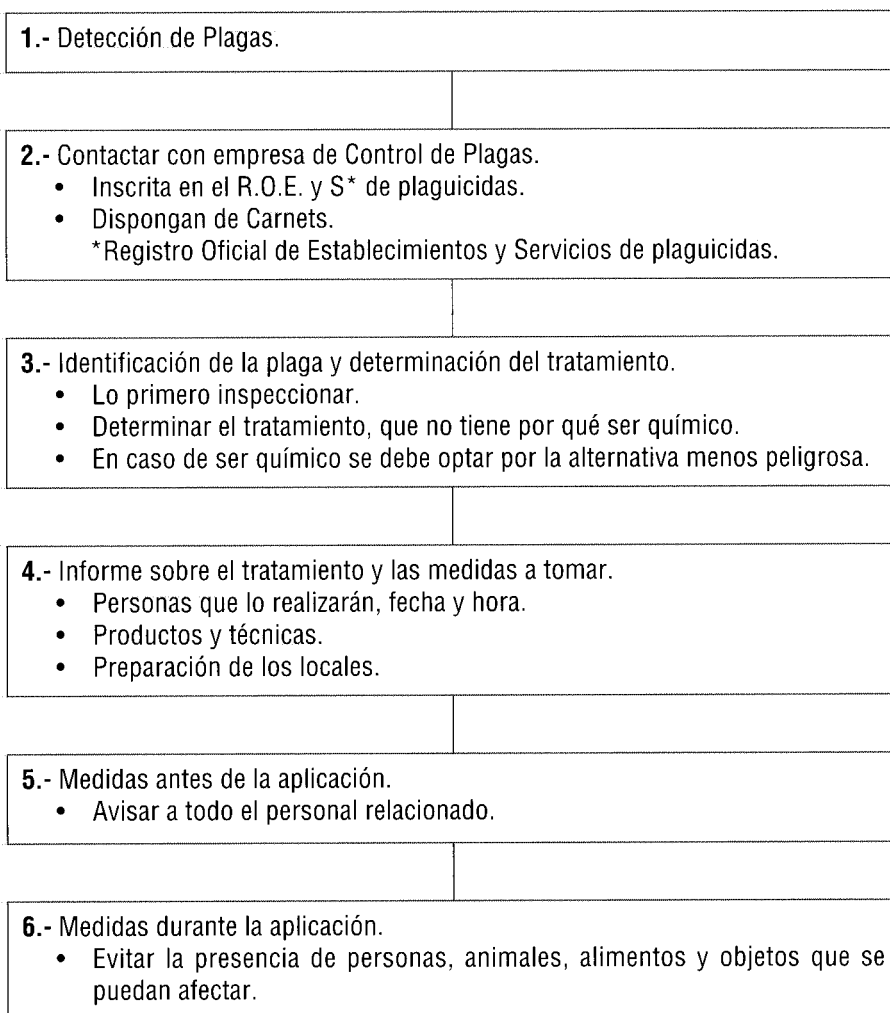 1.- Detección de Plagas.
2.- Contactar con empresa de Control de Plagas.
• Inscrita en el R.O.E. y S* de plaguicidas.
• Dispongan de Carnets.
*Registro Oficial de Establecimientos y Servicios de plaguicidas.
3.- Identificación de la plaga y determinación del tratamiento.
• Lo primero inspeccionar.
• Determinar el tratamiento, que no tiene por qué ser químico.
• En caso de ser químico se debe optar por la alternativa menos peligrosa.
4.- Informe sobre el tratamiento y las medidas a tomar.
• Personas que lo realizarán, fecha y hora.
• Productos y técnicas.
• Preparación de los locales.
5.- Medidas antes de la aplicación.
• Avisar a todo el personal relacionado.
6.- Medidas durante la aplicación.
• Evitar la presencia de personas, animales, alimentos y objetos que se
puedan afectar.